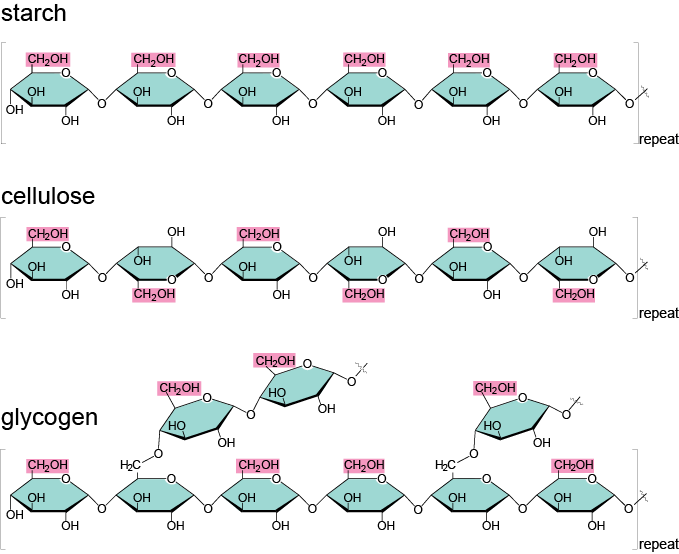 starch
CH₂OH CH₂OH CH₂OH CH₂OH CH₂OH CH₂OH
O O O O O O
OH OH OH OH OH OH
OH O O O O O O
OH OH OH OH OH OH
repeat
cellulose
CH₂OH OH CH₂OH OH CH₂OH OH
O O O
OH OH OH OH OH OH
OH O O O O O O O O O
OH CH₂OH OH CH₂OH OH CH₂OH
repeat
CH₂OH O
O
CH₂OH O HO CH₂OH O
O OH O
glycogen
HO HO
OH OH
O O
CH₂OH H₂C CH₂OH CH₂OH H₂C CH₂OH
O O O O O O
OH OH OH OH OH OH
OH O O O O O O
OH OH OH OH OH OH
repeat